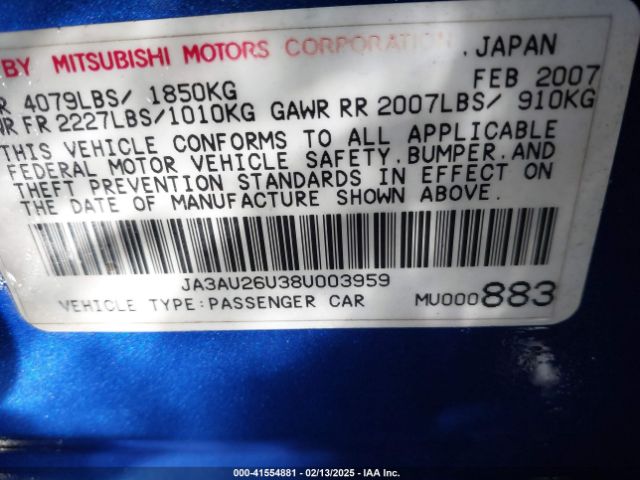 BY MITSUBISHI MOTORS CORPORATION, JAPAN
FEB 2007
R 4079LBS/ 1850KG
WR FR 2227LBS/1010KG GAWR RR 2007LBS/ 910KG
THIS VEHICLE CONFORMS TO ALL APPLICABLE
FEDERAL MOTOR VEHICLE SAFETY, BUMPER, AND
THEFT PREVENTION STANDARDS IN EFFECT ON
THE DATE OF MANUFACTURE SHOWN ABOVE.
JA3AU26U38U003959
VEHICLE TYPE:PASSENGER CAR MU000883
000-41554881 - 02/13/2025 - IAA Inc.